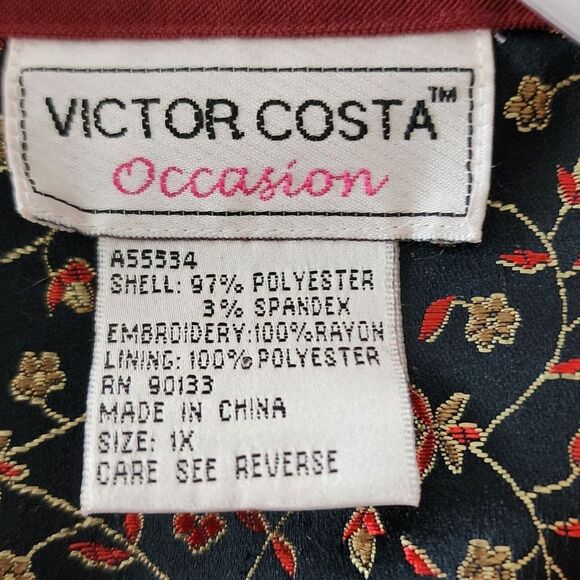 VICTOR COSTA™
Occasion
A55534
SHELL: 97% POLYESTER
3% SPANDEX
EMBROIDERY:100%RAYON
LINING: 100%POLYESTER
RN 90133
MADE IN CHINA
SIZE: 1X
CARE SEE REVERSE